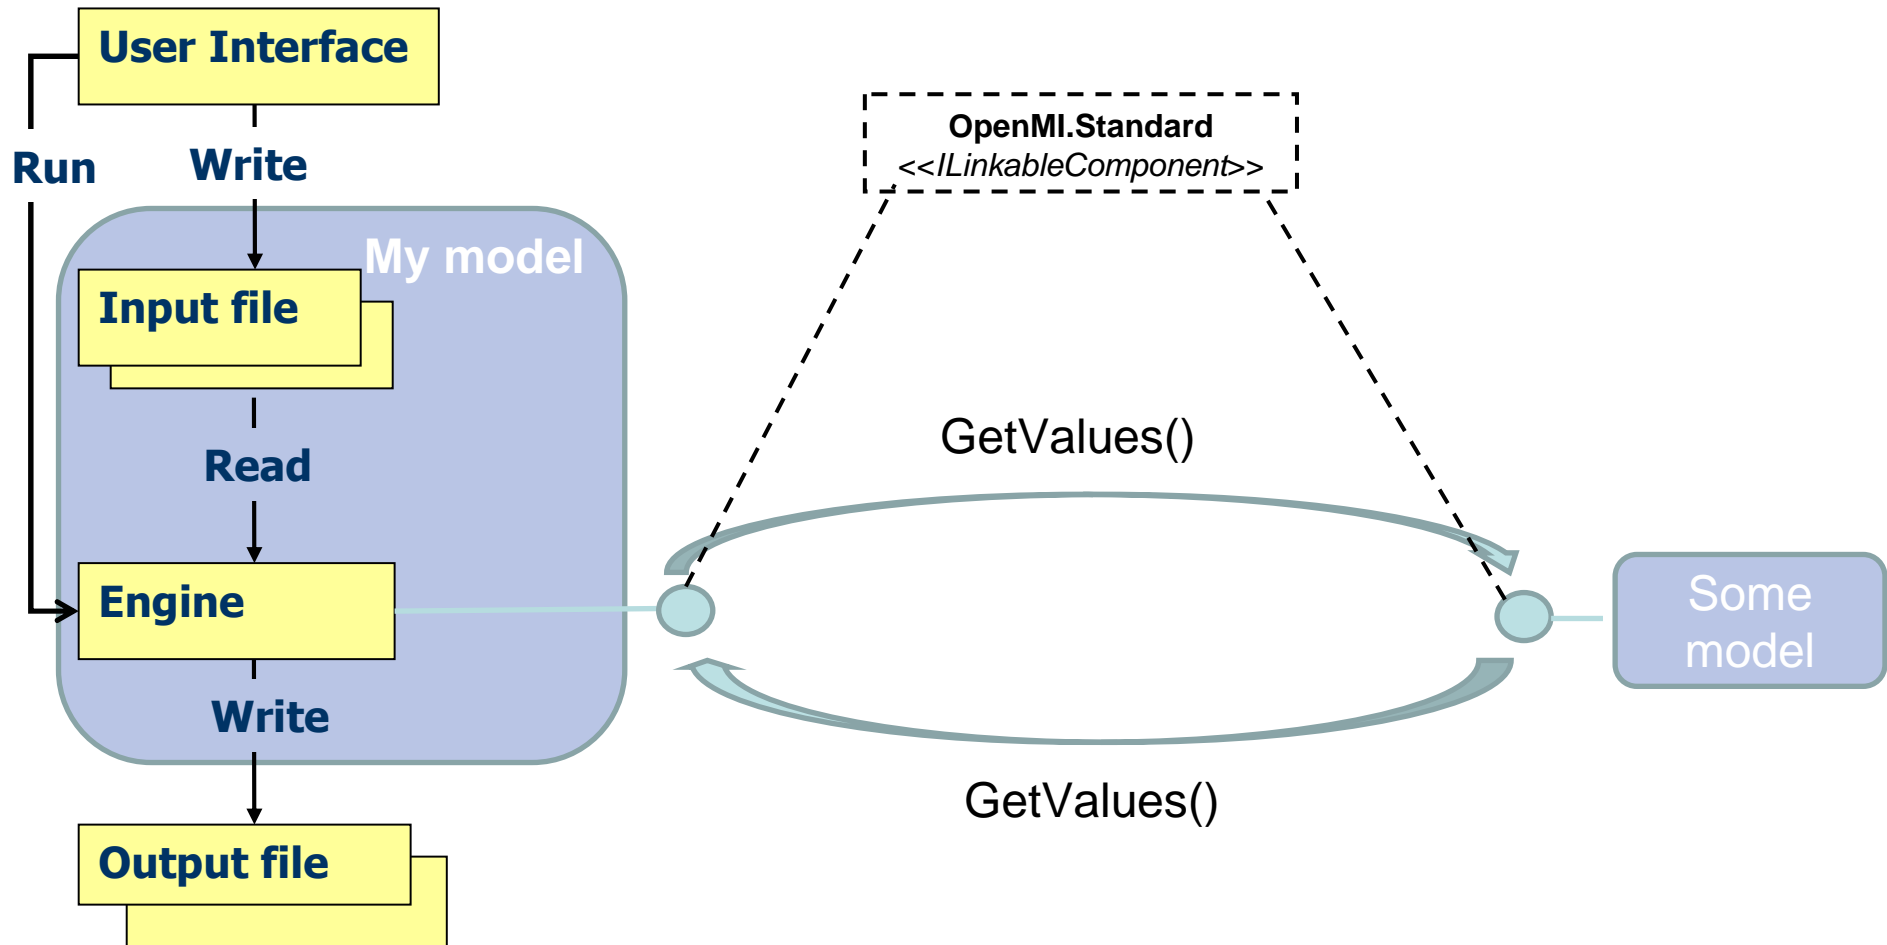 User Interface
OpenMI.Standard
<<ILinkableComponent>>
Run
Write
My model
Input file
GetValues()
Read
Engine
Some
model
Write
GetValues()
Output file